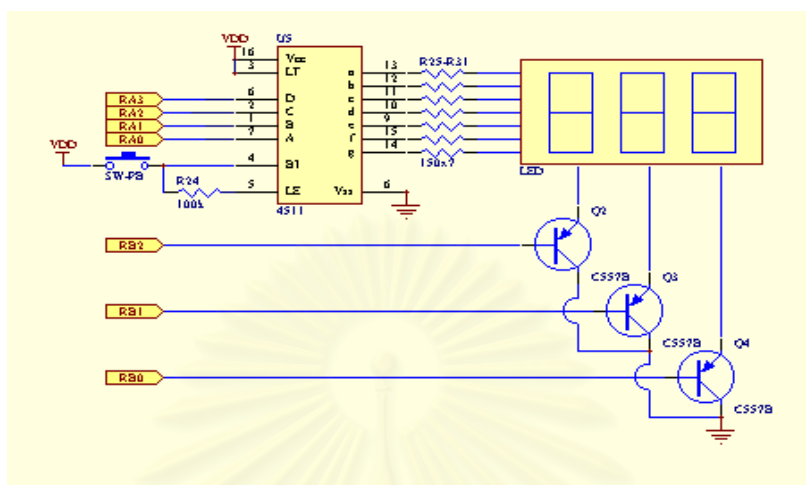 VDD
U5
16 Vcc
3 LT
RA3 6 D
RA2 2 C
RA1 1 B
RA0 7 A
VDD
SW-PB
4 BI
R24
100k
5 LE
Vss 6
4511
a 13
b 12
c 11
d 10
e 9
f 15
g 14
R25-R31
150x7
LED
RB2
Q2
C557B
RB1
Q3
C557B
RB0
Q4
C557B